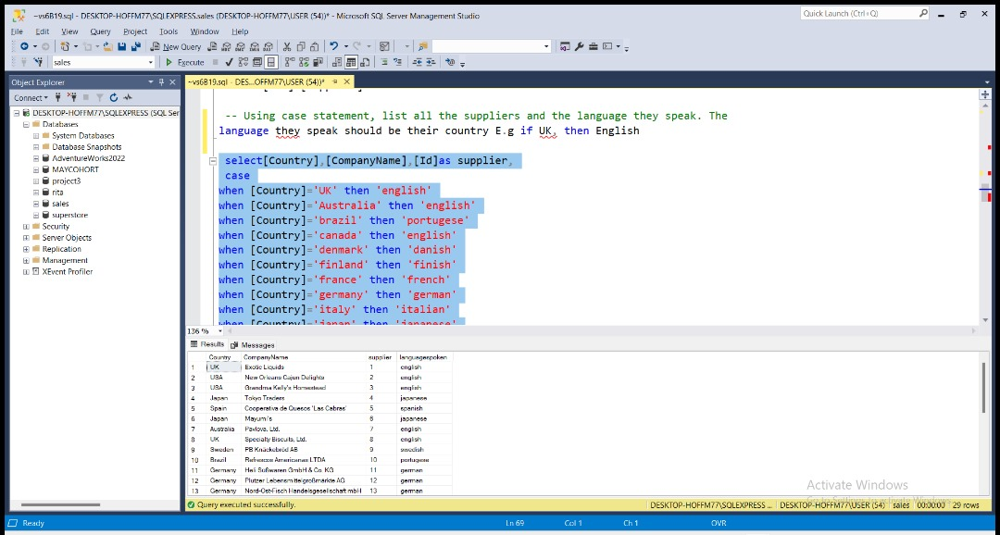 ~vs6B19.sql - DESKTOP-HOFFM77\SQLEXPRESS.sales (DESKTOP-HOFFM77\USER (54))* - Microsoft SQL Server Management Studio
Quick Launch (Ctrl+Q)
File Edit View Query Project Tools Window Help
New Query
sales
Execute
Object Explorer
~vs6B19.sql - DES...OFFM77\USER (54))*
Connect
DESKTOP-HOFFM77\SQLEXPRESS (SQL Ser
Databases
System Databases
Database Snapshots
AdventureWorks2022
MAYCOHORT
project3
rita
sales
superstore
Security
Server Objects
Replication
Management
XEvent Profiler
-- Using case statement, list all the suppliers and the language they speak. The
language they speak should be their country E.g if UK, then English
select[Country],[CompanyName],[Id]as supplier,
case
when [Country]='UK' then 'english'
when [Country]='Australia' then 'english'
when [Country]='brazil' then 'portugese'
when [Country]='canada' then 'english'
when [Country]='denmark' then 'danish'
when [Country]='finland' then 'finish'
when [Country]='france' then 'french'
when [Country]='germany' then 'german'
when [Country]='italy' then 'italian'
when [Country]='japan' then 'japanese'
136 %
Results Messages
Country CompanyName supplier languagespoken
1 UK Exotic Liquids 1 english
2 USA New Orleans Cajun Delights 2 english
3 USA Grandma Kelly's Homestead 3 english
4 Japan Tokyo Traders 4 japanese
5 Spain Cooperativa de Quesos 'Las Cabras' 5 spanish
6 Japan Mayumi's 6 japanese
7 Australia Pavlova, Ltd. 7 english
8 UK Specialty Biscuits, Ltd. 8 english
9 Sweden PB Knäckebröd AB 9 swedish
10 Brazil Refrescos Americanas LTDA 10 portugese
11 Germany Heli Süßwaren GmbH & Co. KG 11 german
12 Germany Plutzer Lebensmittelgroßmärkte AG 12 german
13 Germany Nord-Ost-Fisch Handelsgesellschaft mbH 13 german
Activate Windows
Query executed successfully.
DESKTOP-HOFFM77\SQLEXPRESS ... DESKTOP-HOFFM77\USER (54) sales 00:00:00 29 rows
Ready Ln 69 Col 1 Ch 1 OVR